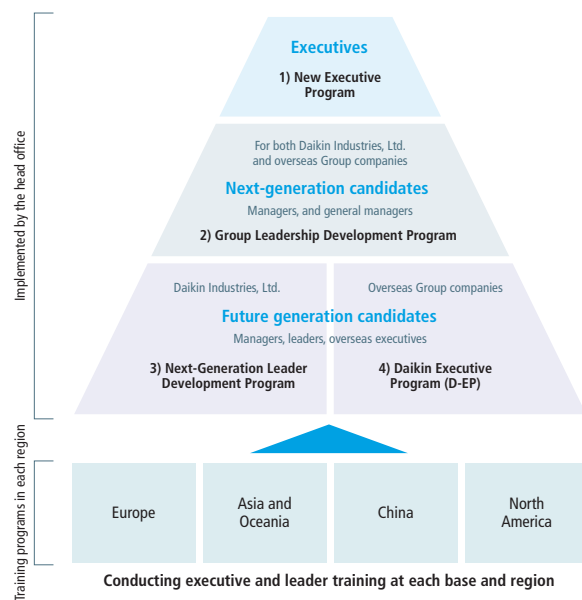 Implemented by the head office
Executives
1) New Executive
Program
For both Daikin Industries, Ltd.
and overseas Group companies
Next-generation candidates
Managers, and general managers
2) Group Leadership Development Program
Daikin Industries, Ltd.
Overseas Group companies
Future generation candidates
Managers, leaders, overseas executives
3) Next-Generation Leader
Development Program
4) Daikin Executive
Program (D-EP)
Training programs in each region
Europe
Asia and
Oceania
China
North
America
Conducting executive and leader training at each base and region